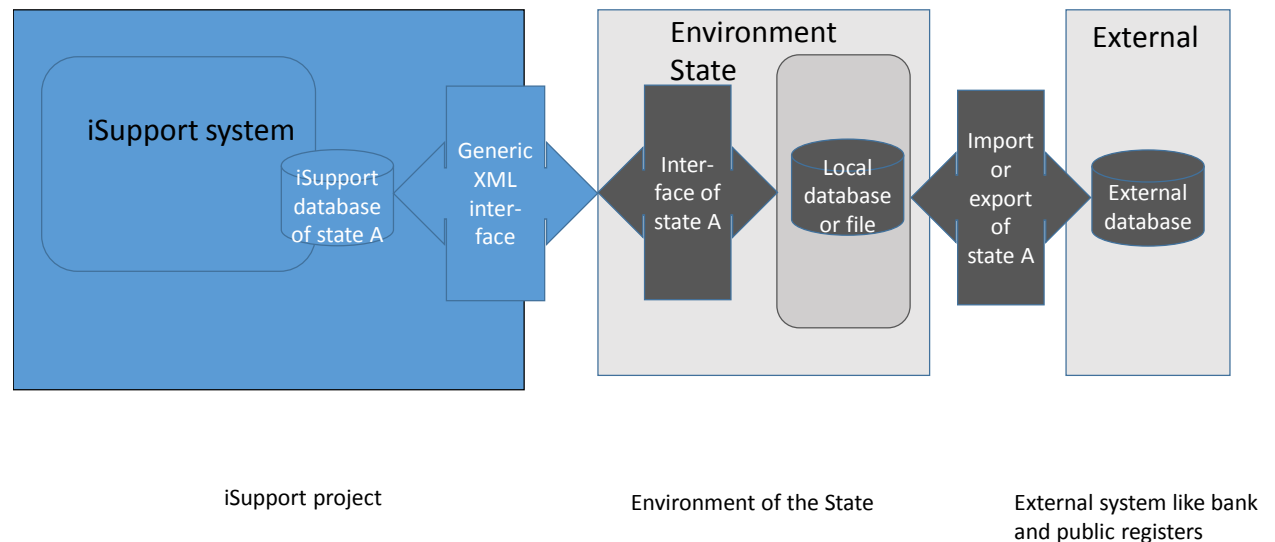 iSupport system
iSupport
database
of state A
Generic
XML
inter-
face
Environment
State
Inter-
face of
state A
Local
database
or file
Import
or
export
of
state A
External
External
database
iSupport project
Environment of the State
External system like bank
and public registers